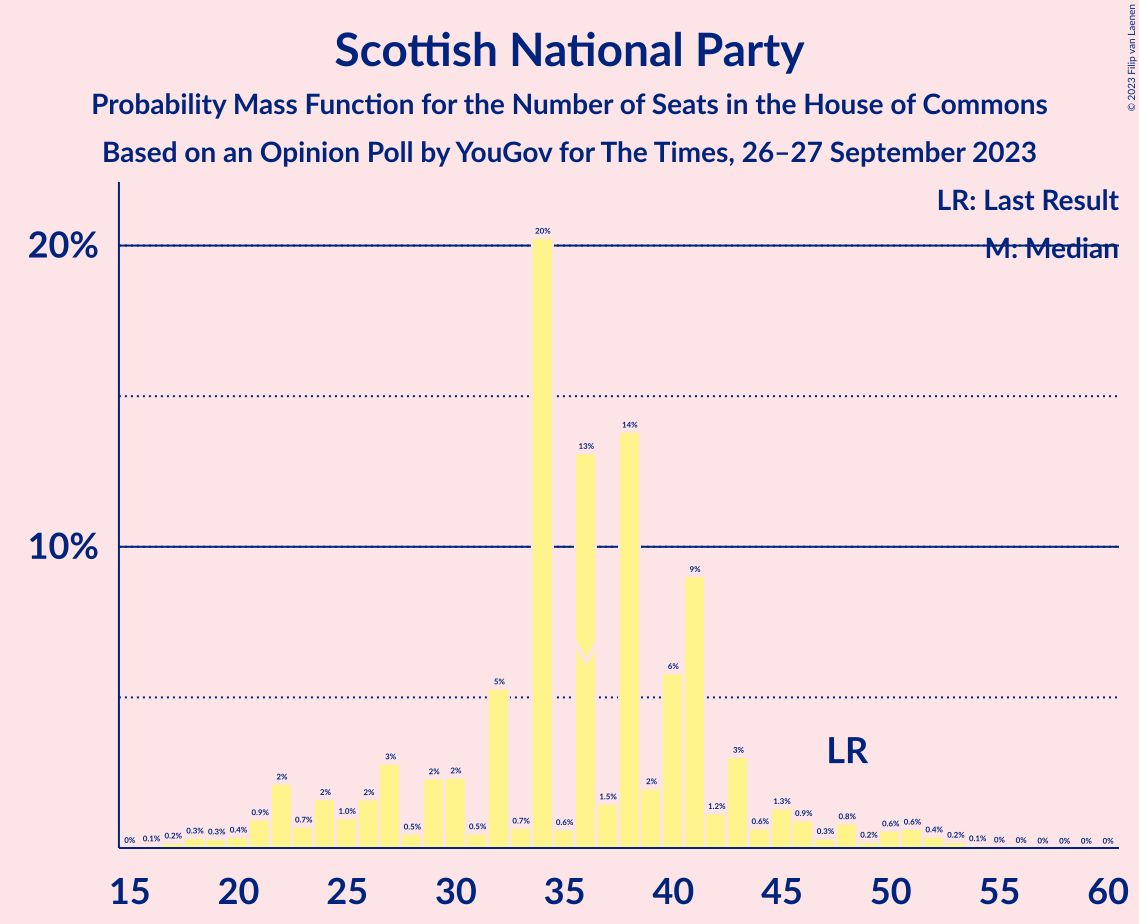 Scottish National Party
Probability Mass Function for the Number of Seats in the House of Commons
Based on an Opinion Poll by YouGov for The Times, 26–27 September 2023
© 2023 Filip van Laenen
LR: Last Result
M: Median
20%
10%
0% 0.1% 0.2% 0.3% 0.3% 0.4% 0.9% 2% 0.7% 2% 1.0% 2% 3% 0.5% 2% 2% 0.5% 5% 0.7% 20% 0.6% 13% 1.5% 14% 2% 6% 9% 1.2% 3% 0.6% 1.3% 0.9% 0.3% 0.8% 0.2% 0.6% 0.6% 0.4% 0.2% 0.1% 0% 0% 0% 0% 0% 0%
LR
15 20 25 30 35 40 45 50 55 60